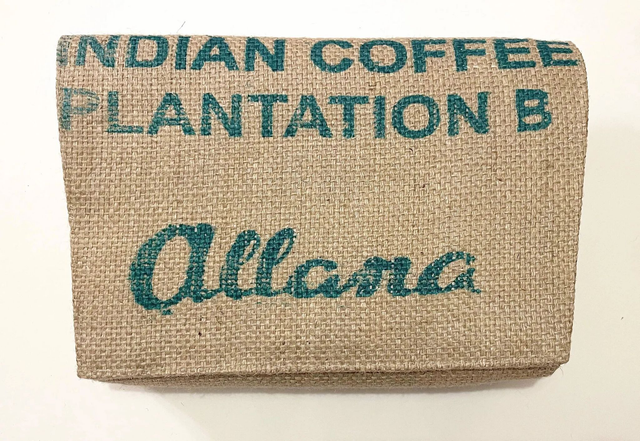 INDIAN COFFEE
PLANTATION B
Allana